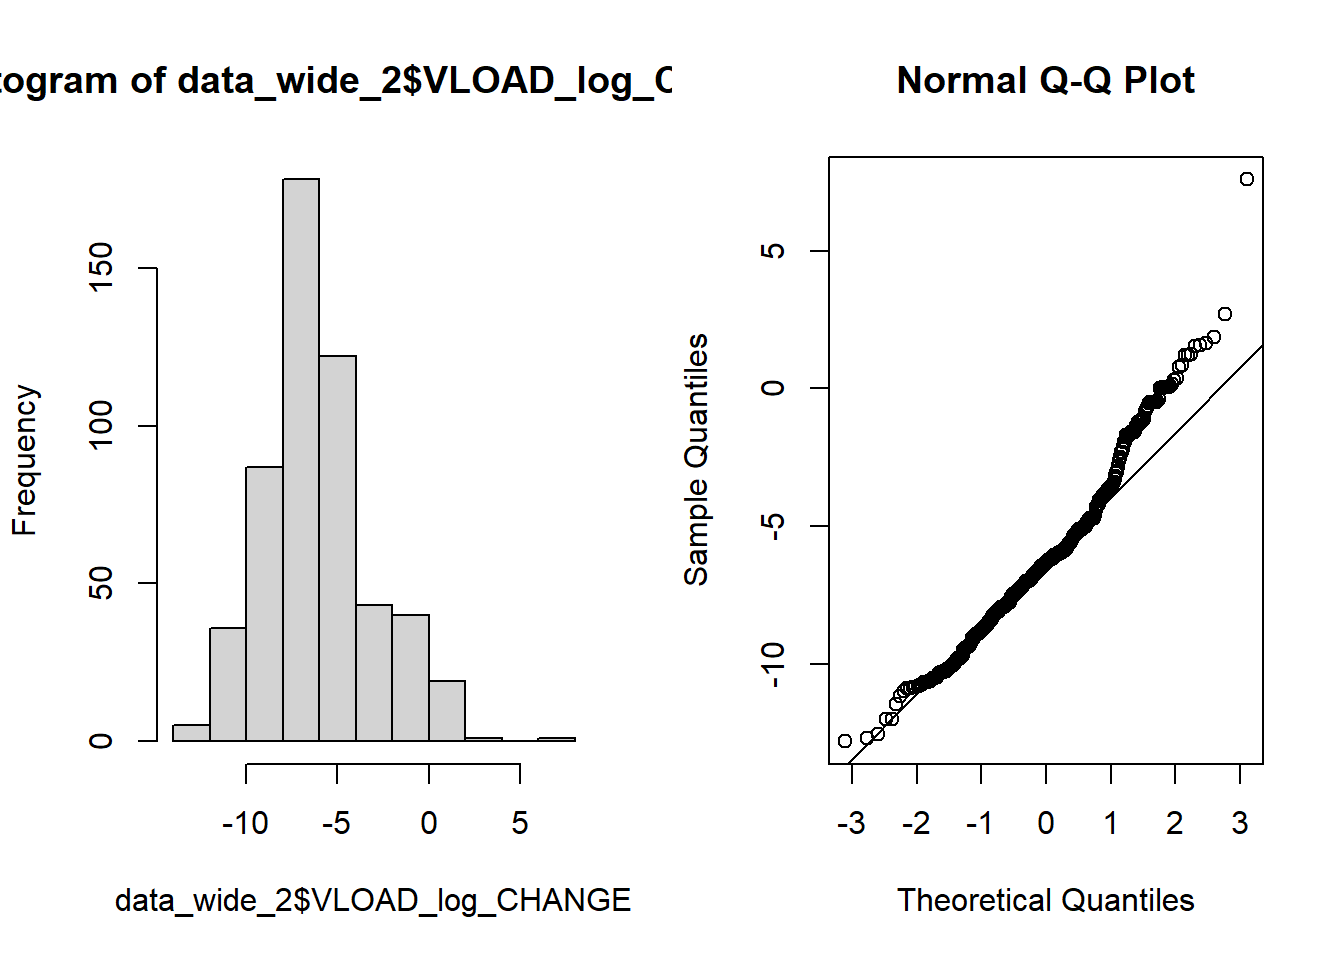 togram of data_wide_2$VLOAD_log_C
Frequency
0
50
100
150
-10 -5 0 5
data_wide_2$VLOAD_log_CHANGE
Normal Q-Q Plot
Sample Quantiles
5
0
-5
-10
-3 -2 -1 0 1 2 3
Theoretical Quantiles